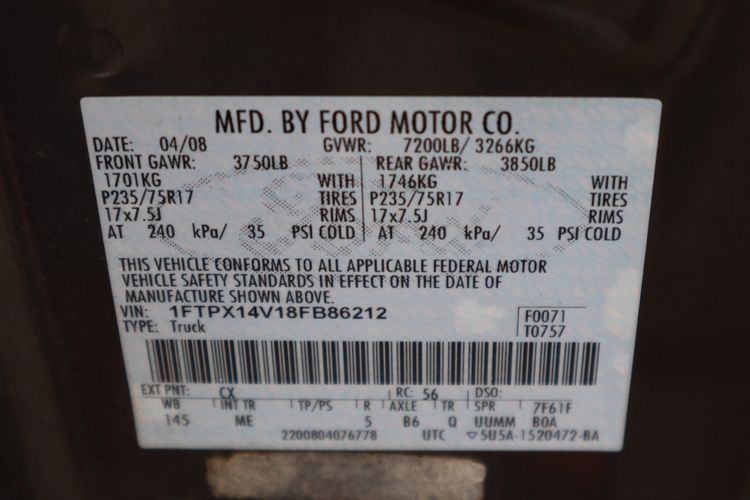 MFD. BY FORD MOTOR CO.
DATE: 04/08 GVWR: 7200LB/ 3266KG
FRONT GAWR: 3750LB REAR GAWR: 3850LB
1701KG WITH 1746KG WITH
P235/75R17 TIRES P235/75R17 TIRES
17x7.5J RIMS 17x7.5J RIMS
AT 240 kPa/ 35 PSI COLD AT 240 kPa/ 35 PSI COLD
THIS VEHICLE CONFORMS TO ALL APPLICABLE FEDERAL MOTOR
VEHICLE SAFETY STANDARDS IN EFFECT ON THE DATE OF
MANUFACTURE SHOWN ABOVE.
VIN: 1FTPX14V18FB86212 F0071
TYPE: Truck T0757
EXT PNT: CX RC: 56 DSO:
WB INT TR TP/PS R AXLE TR SPR 7F61F
145 ME 5 B6 Q UUMM BOA
2200804076778 UTC 5U5A-1520472-BA